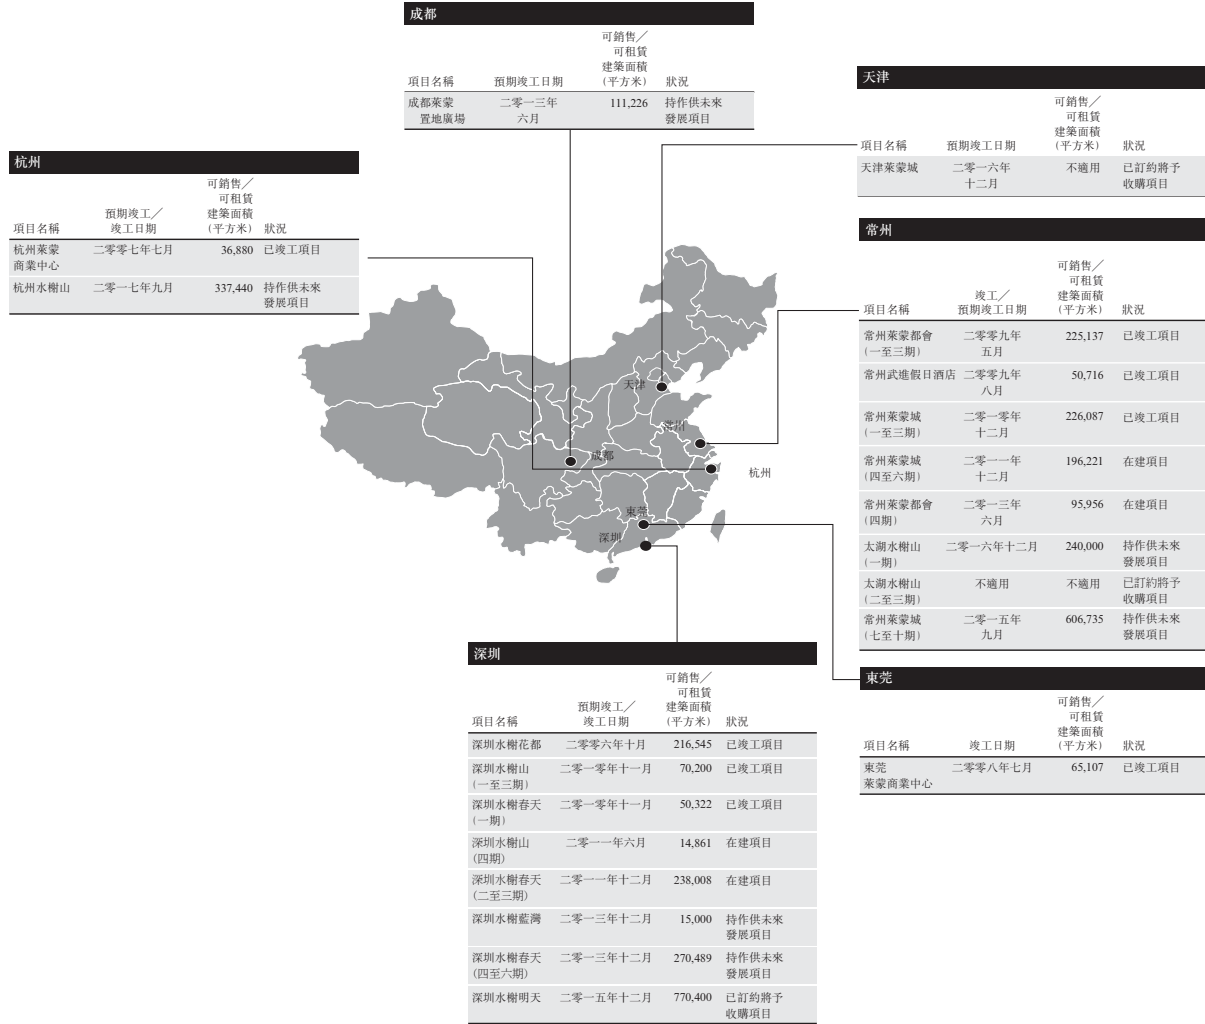 成都
可銷售／
可租賃
建築面積
項目名稱 預期竣工日期 (平方米) 狀況
成都萊蒙 二零一三年 111,226 持作供未來
置地廣場 六月 發展項目
天津
可銷售／
可租賃
建築面積
項目名稱 預期竣工日期 (平方米) 狀況
天津萊蒙城 二零一六年 不適用 已訂約將予
十二月 收購項目
杭州
可銷售／
可租賃
預期竣工／ 建築面積
項目名稱 竣工日期 (平方米) 狀況
杭州萊蒙 二零零七年七月 36,880 已竣工項目
商業中心
杭州水榭山 二零一七年九月 337,440 持作供未來
發展項目
常州
可銷售／
可租賃
竣工／ 建築面積
項目名稱 預期竣工日期 (平方米) 狀況
常州萊蒙都會 二零零九年 225,137 已竣工項目
(一至三期) 五月
常州武進假日酒店 二零零九年 50,716 已竣工項目
八月
常州萊蒙城 二零一零年 226,087 已竣工項目
(一至三期) 十二月
常州萊蒙城 二零一一年 196,221 在建項目
(四至六期) 十二月
常州萊蒙都會 二零一三年 95,956 在建項目
(四期) 六月
太湖水榭山 二零一六年十二月 240,000 持作供未來
(一期) 發展項目
太湖水榭山 不適用 不適用 已訂約將予
(二至三期) 收購項目
常州萊蒙城 二零一五年 606,735 持作供未來
(七至十期) 九月 發展項目
天津
常州
成都
杭州
東莞
深圳
深圳
可銷售／
可租賃
預期竣工／ 建築面積
項目名稱 竣工日期 (平方米) 狀況
深圳水榭花都 二零零六年十月 216,545 已竣工項目
深圳水榭山 二零一零年十一月 70,200 已竣工項目
(一至三期)
深圳水榭春天 二零一零年十一月 50,322 已竣工項目
(一期)
深圳水榭山 二零一一年六月 14,861 在建項目
(四期)
深圳水榭春天 二零一一年十二月 238,008 在建項目
(二至三期)
深圳水榭藍灣 二零一三年十二月 15,000 持作供未來
發展項目
深圳水榭春天 二零一三年十二月 270,489 持作供未來
(四至六期) 發展項目
深圳水榭明天 二零一五年十二月 770,400 已訂約將予
收購項目
東莞
可銷售／
可租賃
建築面積
項目名稱 竣工日期 (平方米) 狀況
東莞 二零零八年七月 65,107 已竣工項目
萊蒙商業中心